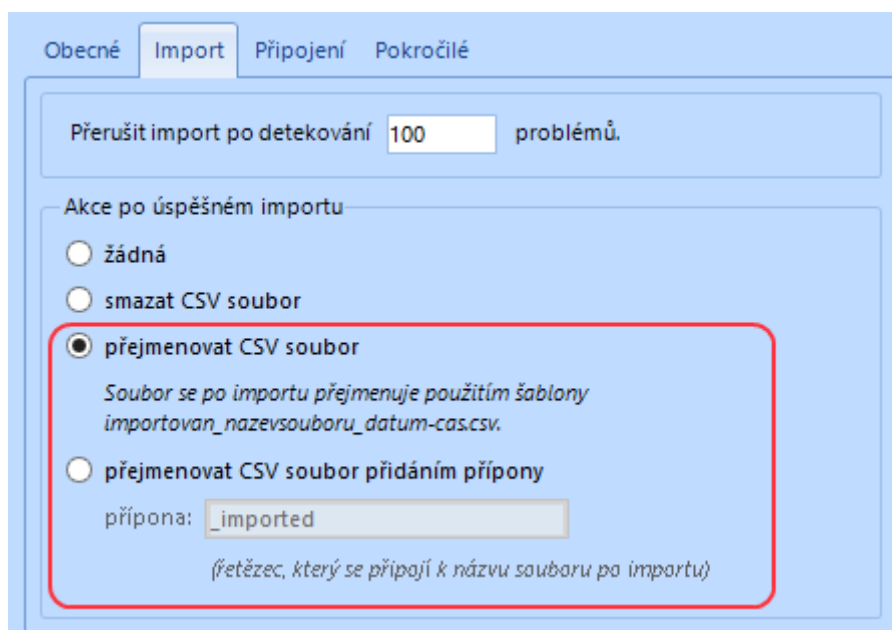 Obecné Import Připojení Pokročilé
Přerušit import po detekování 100 problémů.
Akce po úspěšném importu
žádná
smazat CSV soubor
přejmenovat CSV soubor
Soubor se po importu přejmenuje použitím šablony
importovan_nazevsouboru_datum-cas.csv.
přejmenovat CSV soubor přidáním přípony
přípona: _imported
(řetězec, který se připojí k názvu souboru po importu)